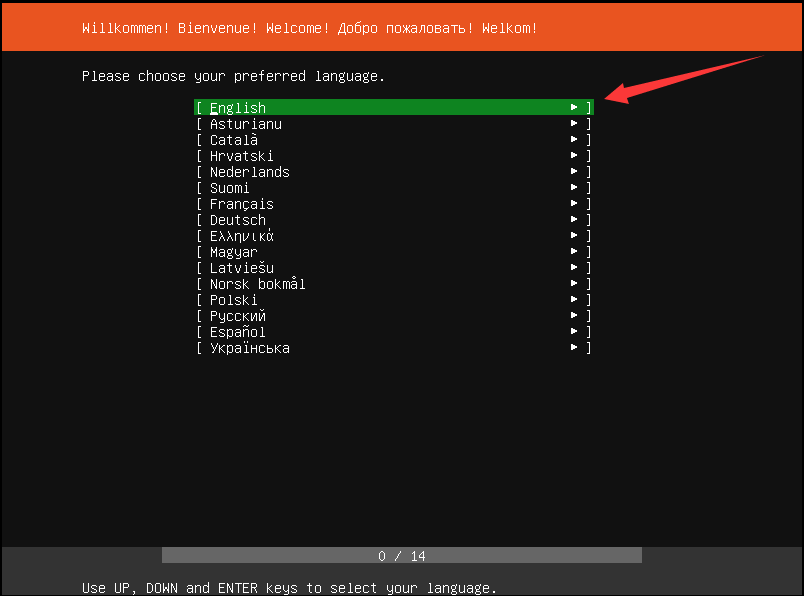 Willkommen! Bienvenue! Welcome! Добро пожаловать! Welkom!
Please choose your preferred language.
[ English ► ]
[ Asturianu ► ]
[ Català ► ]
[ Hrvatski ► ]
[ Nederlands ► ]
[ Suomi ► ]
[ Français ► ]
[ Deutsch ► ]
[ Ελληνικά ► ]
[ Magyar ► ]
[ Latviešu ► ]
[ Norsk bokmål ► ]
[ Polski ► ]
[ Русский ► ]
[ Español ► ]
[ Українська ► ]
0 / 14
Use UP, DOWN and ENTER keys to select your language.